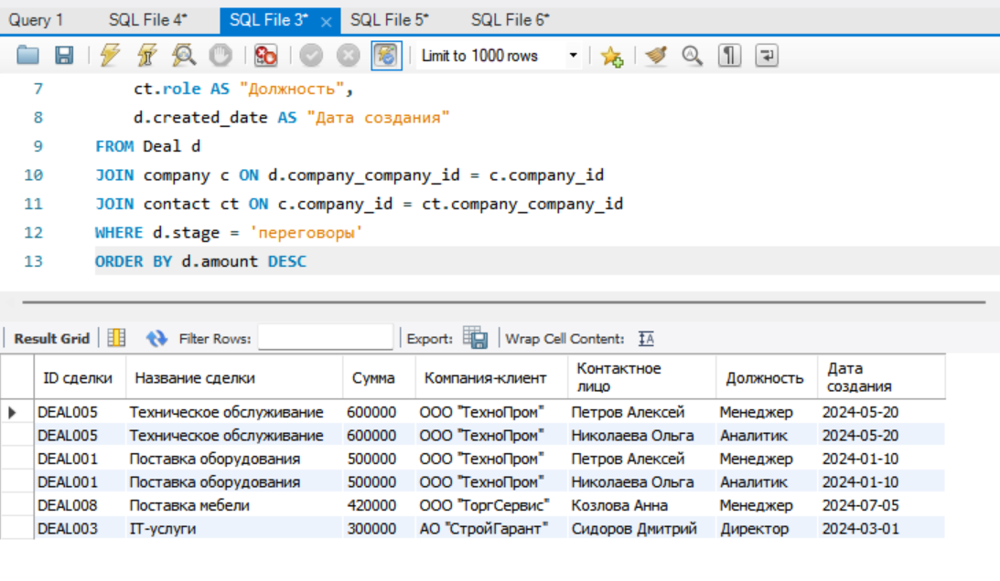 Query 1 SQL File 4* SQL File 3* SQL File 5* SQL File 6*
Limit to 1000 rows
7 ct.role AS "Должность",
8 d.created_date AS "Дата создания"
9 FROM Deal d
10 JOIN company c ON d.company_company_id = c.company_id
11 JOIN contact ct ON c.company_id = ct.company_company_id
12 WHERE d.stage = 'переговоры'
13 ORDER BY d.amount DESC
Result Grid Filter Rows: Export: Wrap Cell Content:
ID сделки Название сделки Сумма Компания-клиент Контактное лицо Должность Дата создания
DEAL005 Техническое обслуживание 600000 ООО "ТехноПром" Петров Алексей Менеджер 2024-05-20
DEAL005 Техническое обслуживание 600000 ООО "ТехноПром" Николаева Ольга Аналитик 2024-05-20
DEAL001 Поставка оборудования 500000 ООО "ТехноПром" Петров Алексей Менеджер 2024-01-10
DEAL001 Поставка оборудования 500000 ООО "ТехноПром" Николаева Ольга Аналитик 2024-01-10
DEAL008 Поставка мебели 420000 ООО "ТоргСервис" Козлова Анна Менеджер 2024-07-05
DEAL003 IT-услуги 300000 АО "СтройГарант" Сидоров Дмитрий Директор 2024-03-01